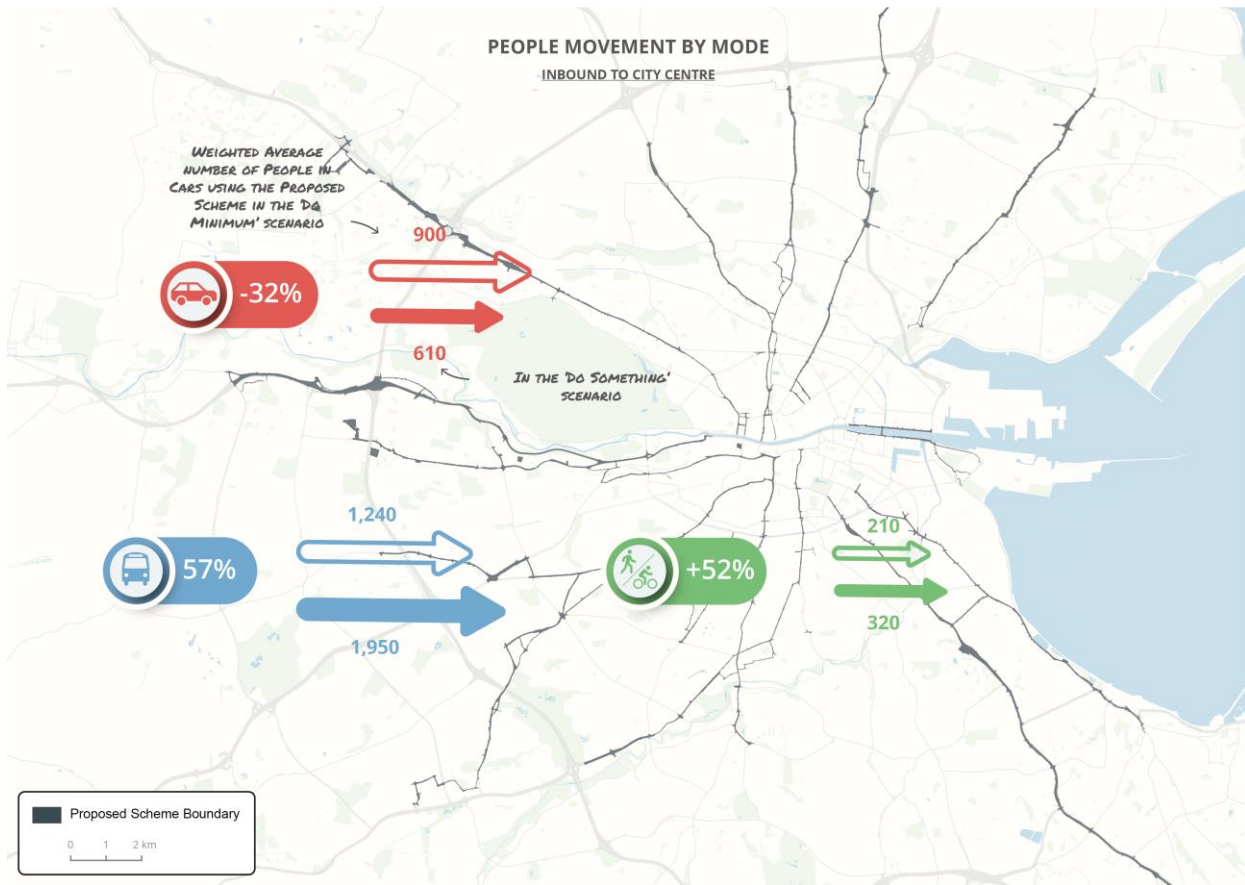 PEOPLE MOVEMENT BY MODE
INBOUND TO CITY CENTRE
WEIGHTED AVERAGE
NUMBER OF PEOPLE IN
CARS USING THE PROPOSED
SCHEME IN THE 'DO
MINIMUM' SCENARIO
900
-32%
610
IN THE 'DO SOMETHING'
SCENARIO
1,240
57%
1,950
210
+52%
320
Proposed Scheme Boundary
0 1 2 km